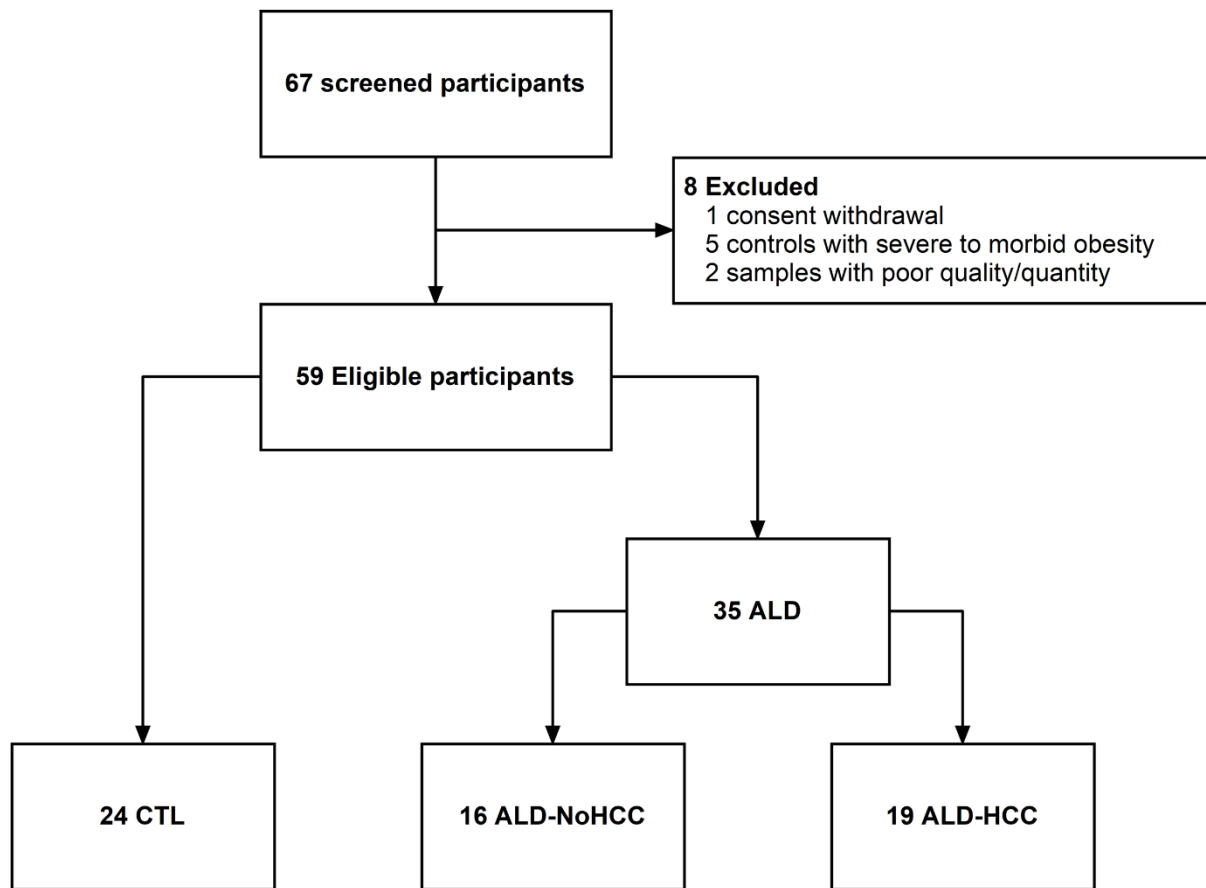 67 screened participants
8 Excluded
1 consent withdrawal
5 controls with severe to morbid obesity
2 samples with poor quality/quantity
59 Eligible participants
35 ALD
24 CTL
16 ALD-NoHCC
19 ALD-HCC